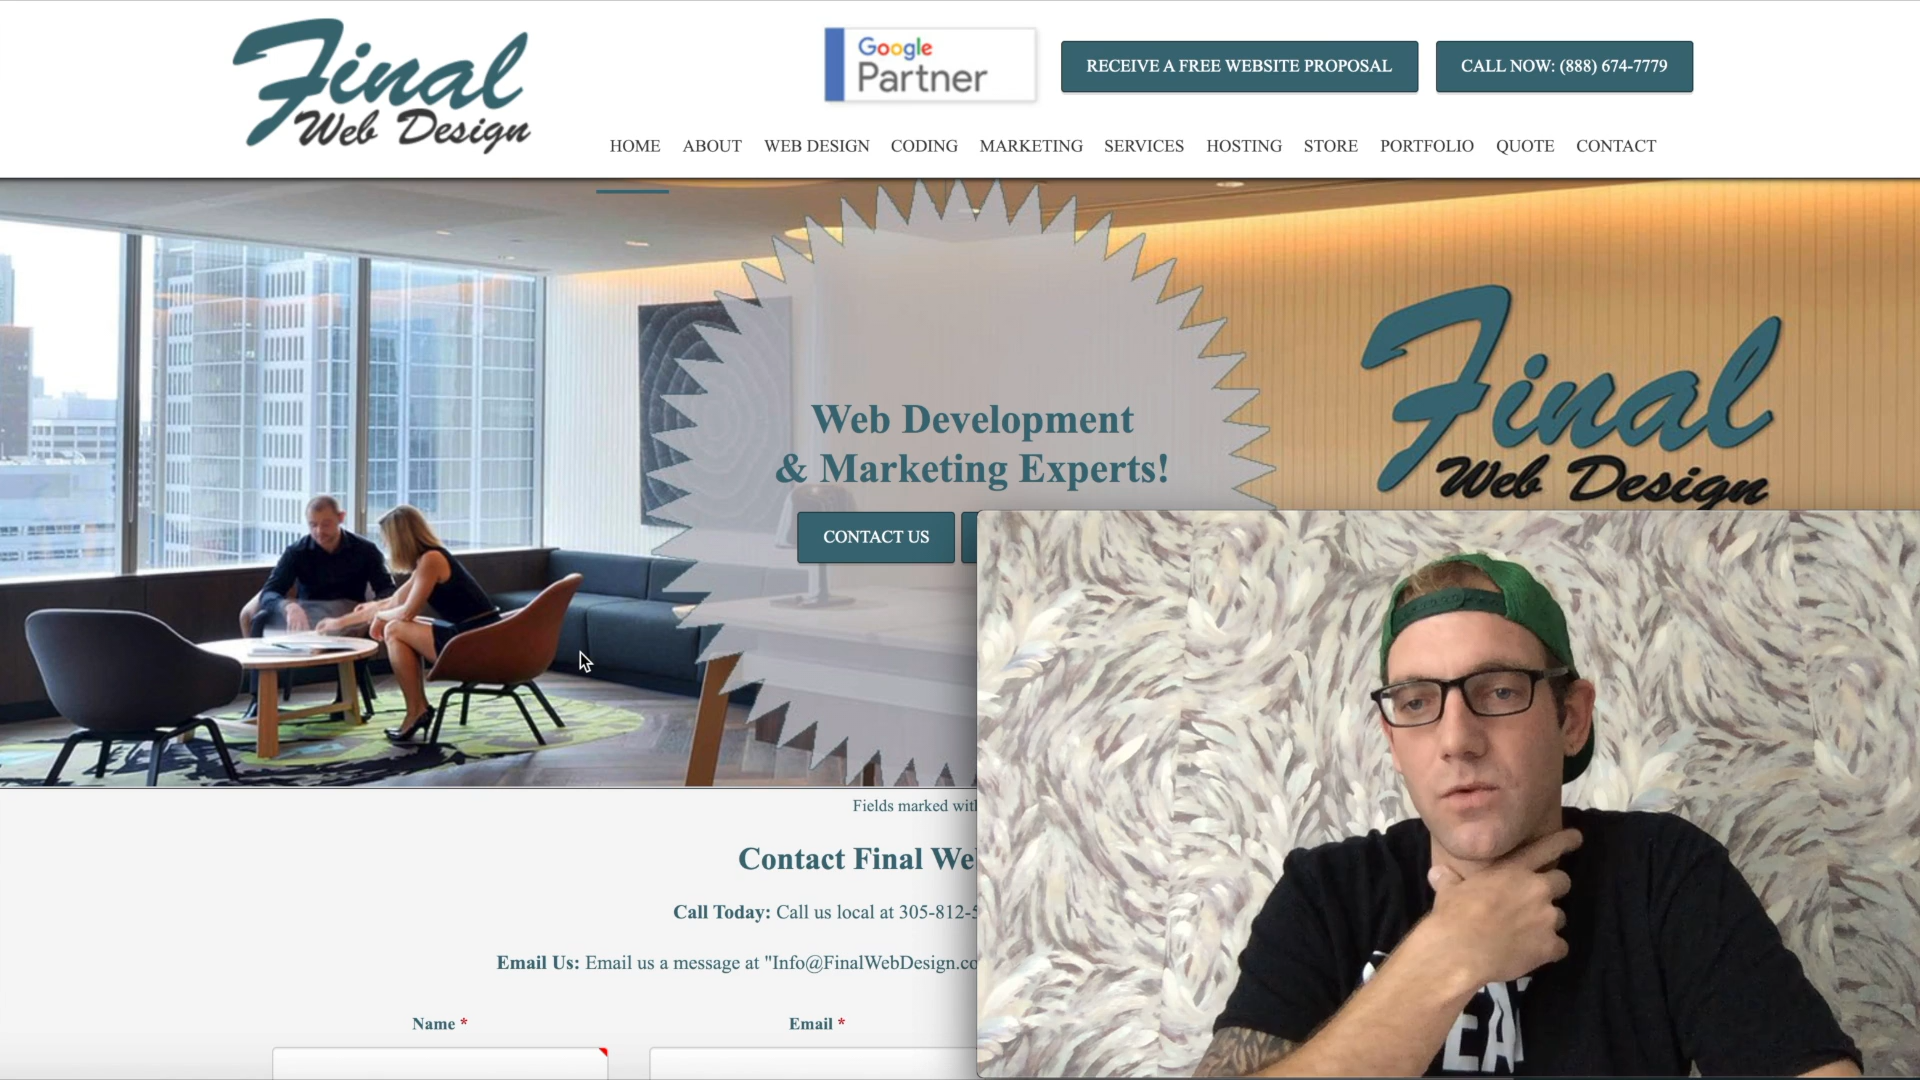 Final
Web Design
Google
Partner
RECEIVE A FREE WEBSITE PROPOSAL
CALL NOW: (888) 674-7779
HOME ABOUT WEB DESIGN CODING MARKETING SERVICES HOSTING STORE PORTFOLIO QUOTE CONTACT
Web Development
& Marketing Experts!
CONTACT US
Final
Web Design
Fields marked
Contact Final
Call Today: Call us local at 305-812-
Email Us: Email us a message at "Info@FinalWebDesign.co
Name *
Email *